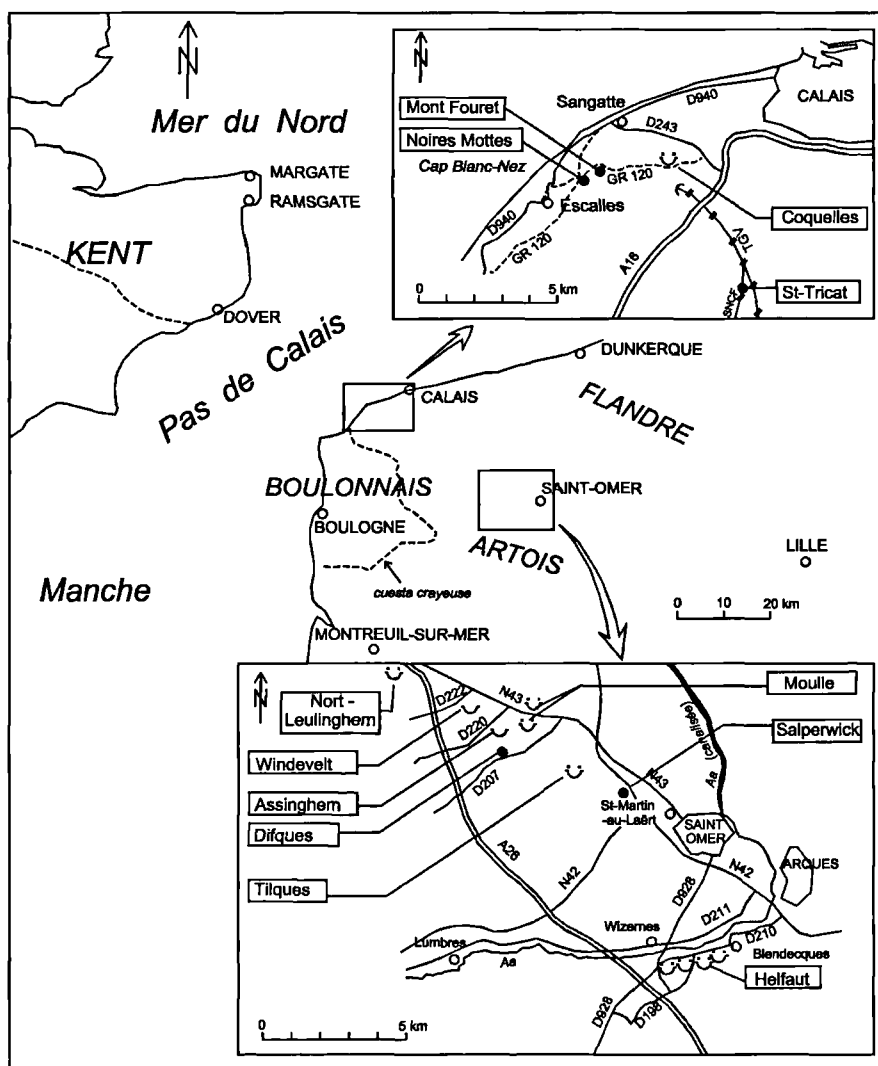 N
Mer du Nord
MARGATE
RAMSGATE
KENT
DOVER
Pas de Calais
DUNKERQUE
CALAIS
FLANDRE
BOULONNAIS
BOULOGNE
SAINT-OMER
ARTOIS
LILLE
cuesta crayeuse
Manche
0 10 20 km
MONTREUIL-SUR-MER
N
Mont Fouret
Noires Mottes
Cap Blanc-Nez
Sangatte
D940
CALAIS
D243
GR 120
Escalles
D940
GR 120
Coquelles
A16
TGV
SNCF
St-Tricat
0 5 km
N
Nort -
Leulinghem
D222
N43
Moulle
D220
Windevelt
Salperwick
(canalisée)
Aa
Assinghem
D207
N43
Difques
St-Martin
-au-Laërt
SAINT
OMER
Tilques
A26
N42
ARQUES
N42
D928
D211
Wizernes
D210
Lumbres
Aa
Blendecques
Helfaut
D928
D198
0 5 km